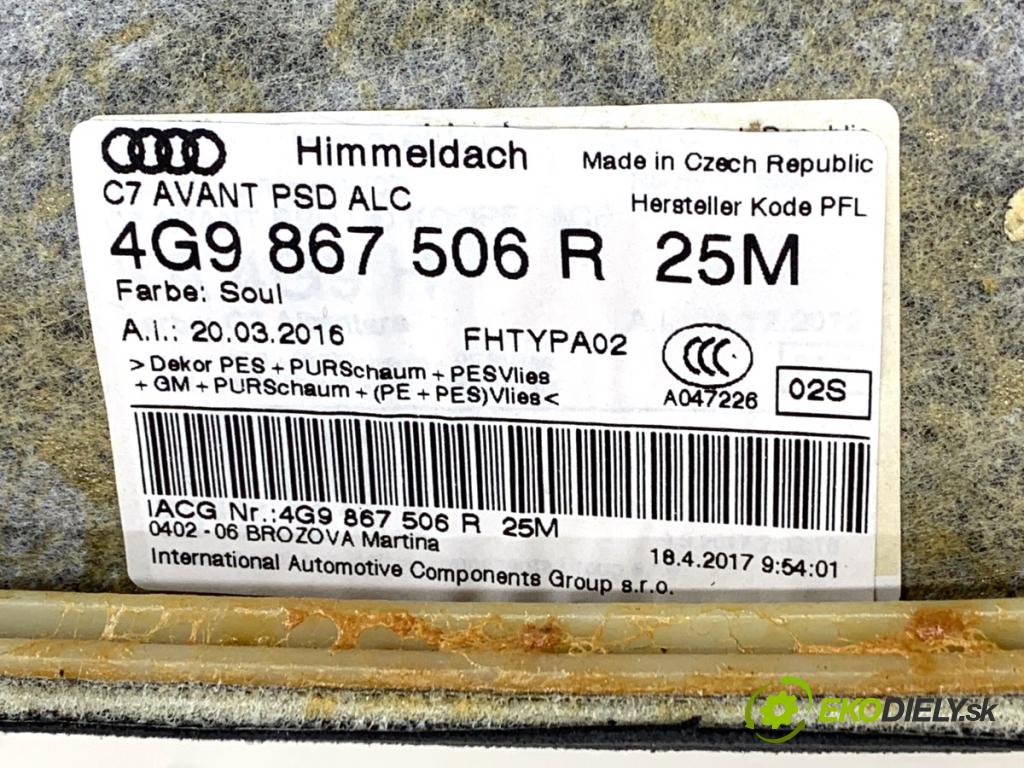 Himmeldach Made in Czech Republic
C7 AVANT PSD ALC Hersteller Kode PFL
4G9 867 506 R 25M
Farbe: Soul
A.I.: 20.03.2016 FHTYPA02
>Dekor PES + PURSchaum + PESVlies
+ GM + PURSchaum + (PE + PES)Vlies<
A047226
02S
IACG Nr.:4G9 867 506 R 25M
0402-06 BROZOVA Martina
18.4.2017 9:54:01
International Automotive Components Group s.r.o.
EKODIELY.sk